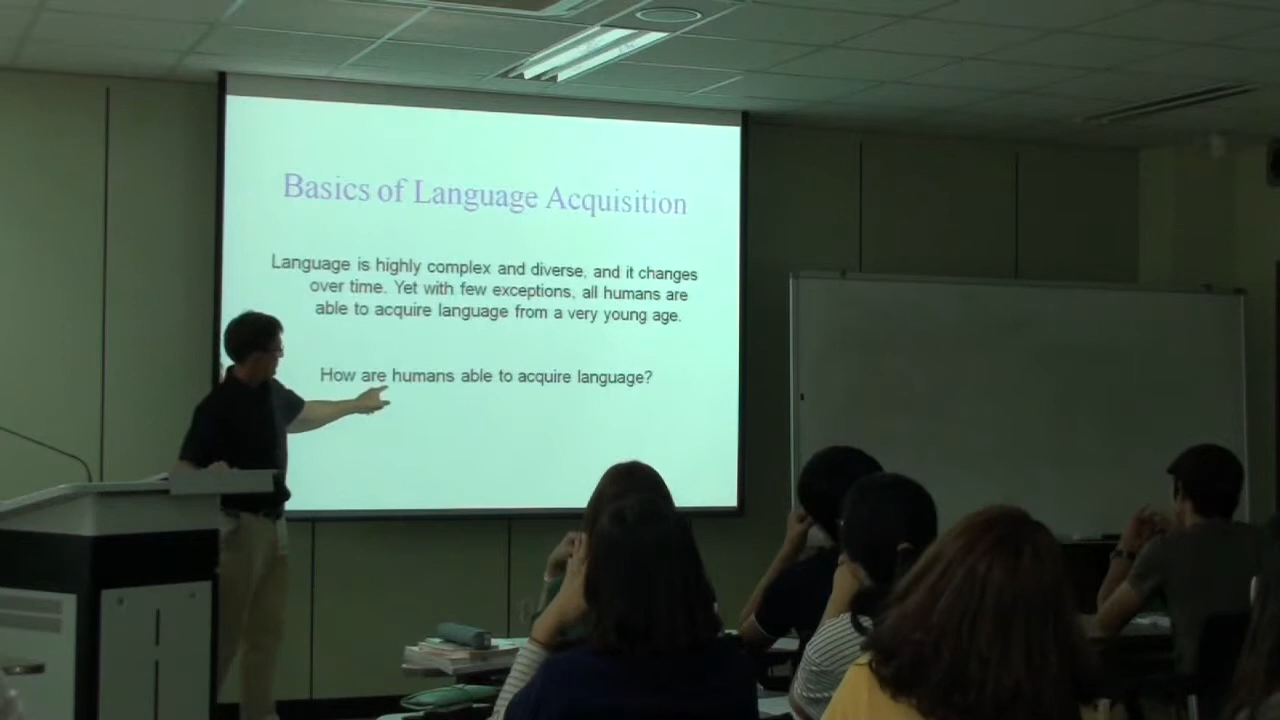 Basics of Language Acquisition
Language is highly complex and diverse, and it changes
over time. Yet with few exceptions, all humans are
able to acquire language from a very young age.
How are humans able to acquire language?